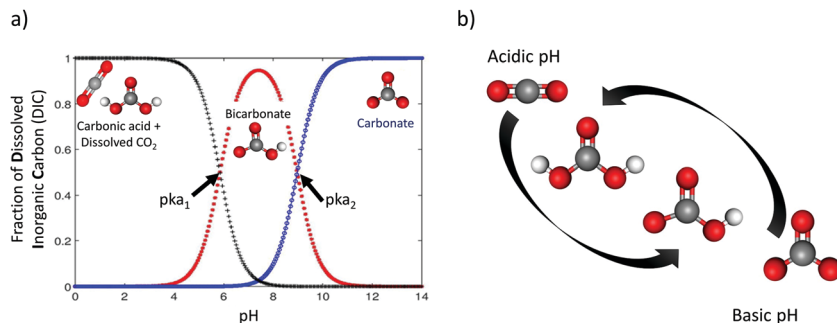 a)
b)
Fraction of Dissolved
Inorganic Carbon (DIC)
1
0.8
0.6
0.4
0.2
0
Carbonic acid +
Dissolved CO2
Bicarbonate
Carbonate
pka1
pka2
0 2 4 6 8 10 12 14
pH
Acidic pH
Basic pH